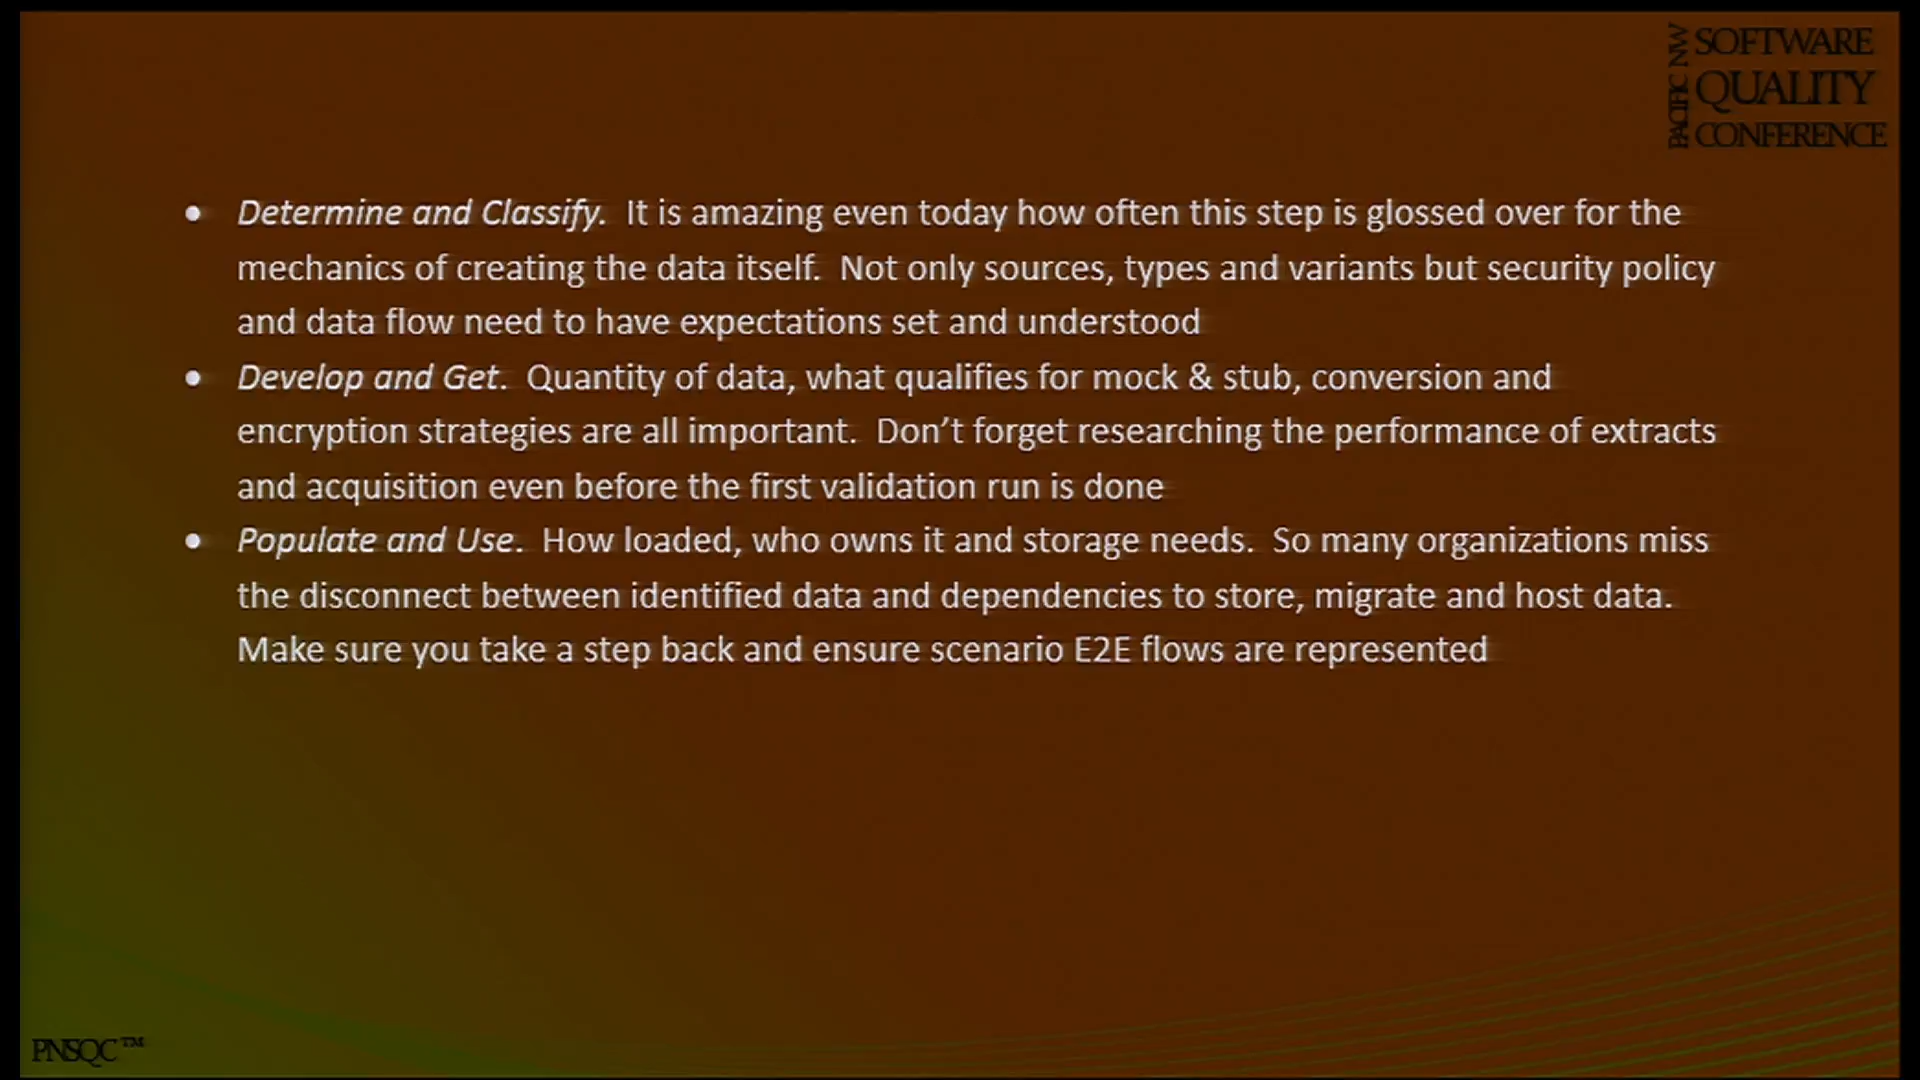 PACIFIC NW
SOFTWARE
QUALITY
CONFERENCE
• Determine and Classify.  It is amazing even today how often this step is glossed over for the
mechanics of creating the data itself.  Not only sources, types and variants but security policy
and data flow need to have expectations set and understood
• Develop and Get.  Quantity of data, what qualifies for mock & stub, conversion and
encryption strategies are all important.  Don’t forget researching the performance of extracts
and acquisition even before the first validation run is done
• Populate and Use.  How loaded, who owns it and storage needs.  So many organizations miss
the disconnect between identified data and dependencies to store, migrate and host data.
Make sure you take a step back and ensure scenario E2E flows are represented
PNSQC™